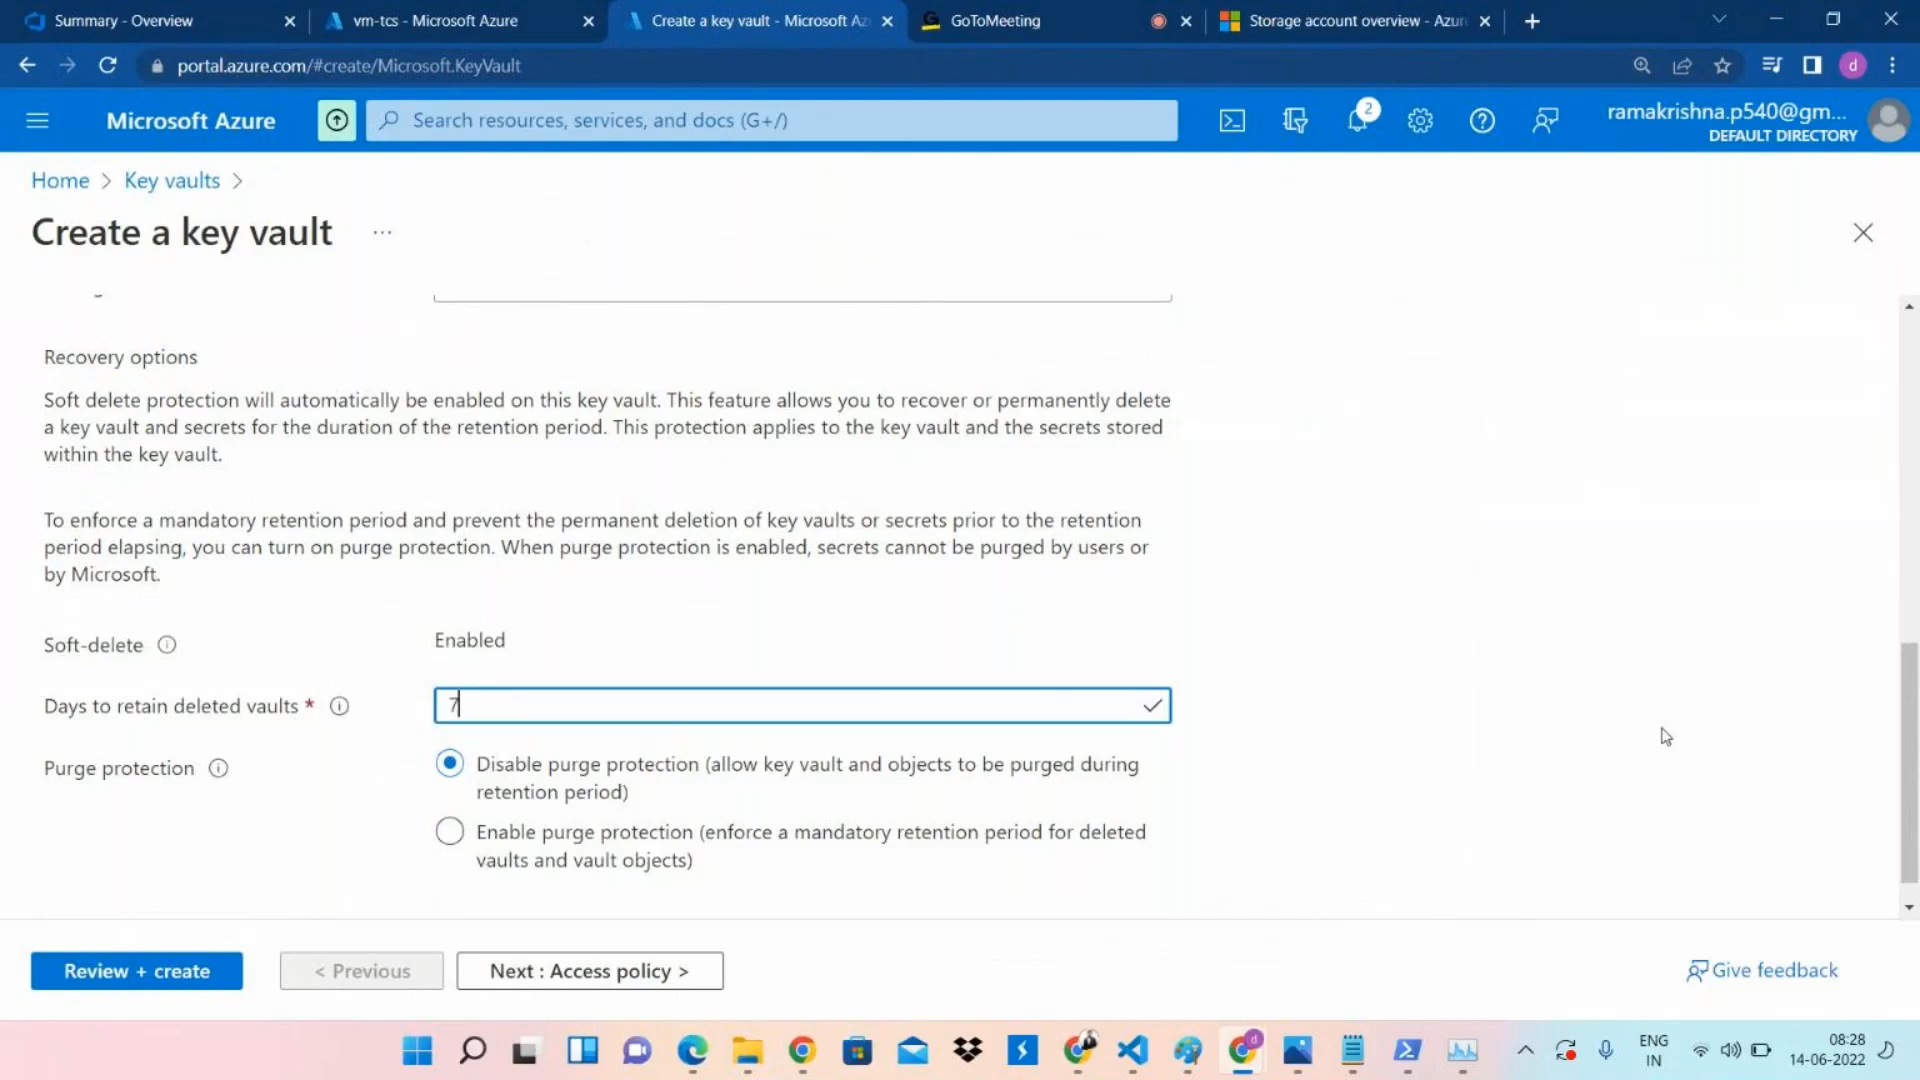 Summary - Overview
vm-tcs - Microsoft Azure
Create a key vault - Microsoft Az
GoToMeeting
Storage account overview - Azur
portal.azure.com/#create/Microsoft.KeyVault
d
Microsoft Azure
Search resources, services, and docs (G+/)
2
ramakrishna.p540@gm...
DEFAULT DIRECTORY
Home > Key vaults >
Create a key vault ...
Recovery options
Soft delete protection will automatically be enabled on this key vault. This feature allows you to recover or permanently delete
a key vault and secrets for the duration of the retention period. This protection applies to the key vault and the secrets stored
within the key vault.
To enforce a mandatory retention period and prevent the permanent deletion of key vaults or secrets prior to the retention
period elapsing, you can turn on purge protection. When purge protection is enabled, secrets cannot be purged by users or
by Microsoft.
Soft-delete
Enabled
Days to retain deleted vaults *
7
Purge protection
Disable purge protection (allow key vault and objects to be purged during
retention period)
Enable purge protection (enforce a mandatory retention period for deleted
vaults and vault objects)
Review + create
< Previous
Next : Access policy >
Give feedback
ENG
IN
08:28
14-06-2022